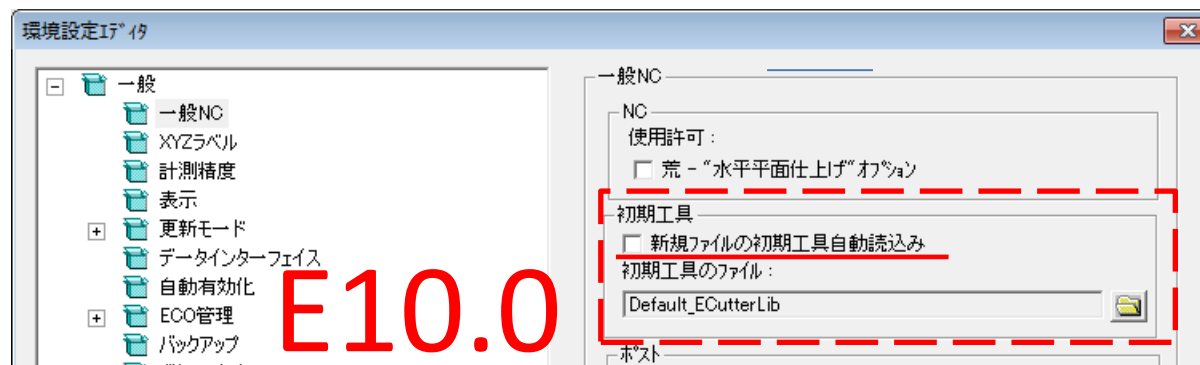 環境設定ｴﾃﾞｨﾀ
一般
一般NC
XYZラベル
計測精度
表示
更新モード
データインターフェイス
自動有効化
ECO管理
バックアップ
E10.0
一般NC
NC
使用許可：
荒 - “水平平面仕上げ”ｵﾌﾟｼｮﾝ
初期工具
新規ﾌｧｲﾙの初期工具自動読込み
初期工具のﾌｧｲﾙ：
Default_ECutterLib
ﾎﾟｽﾄ